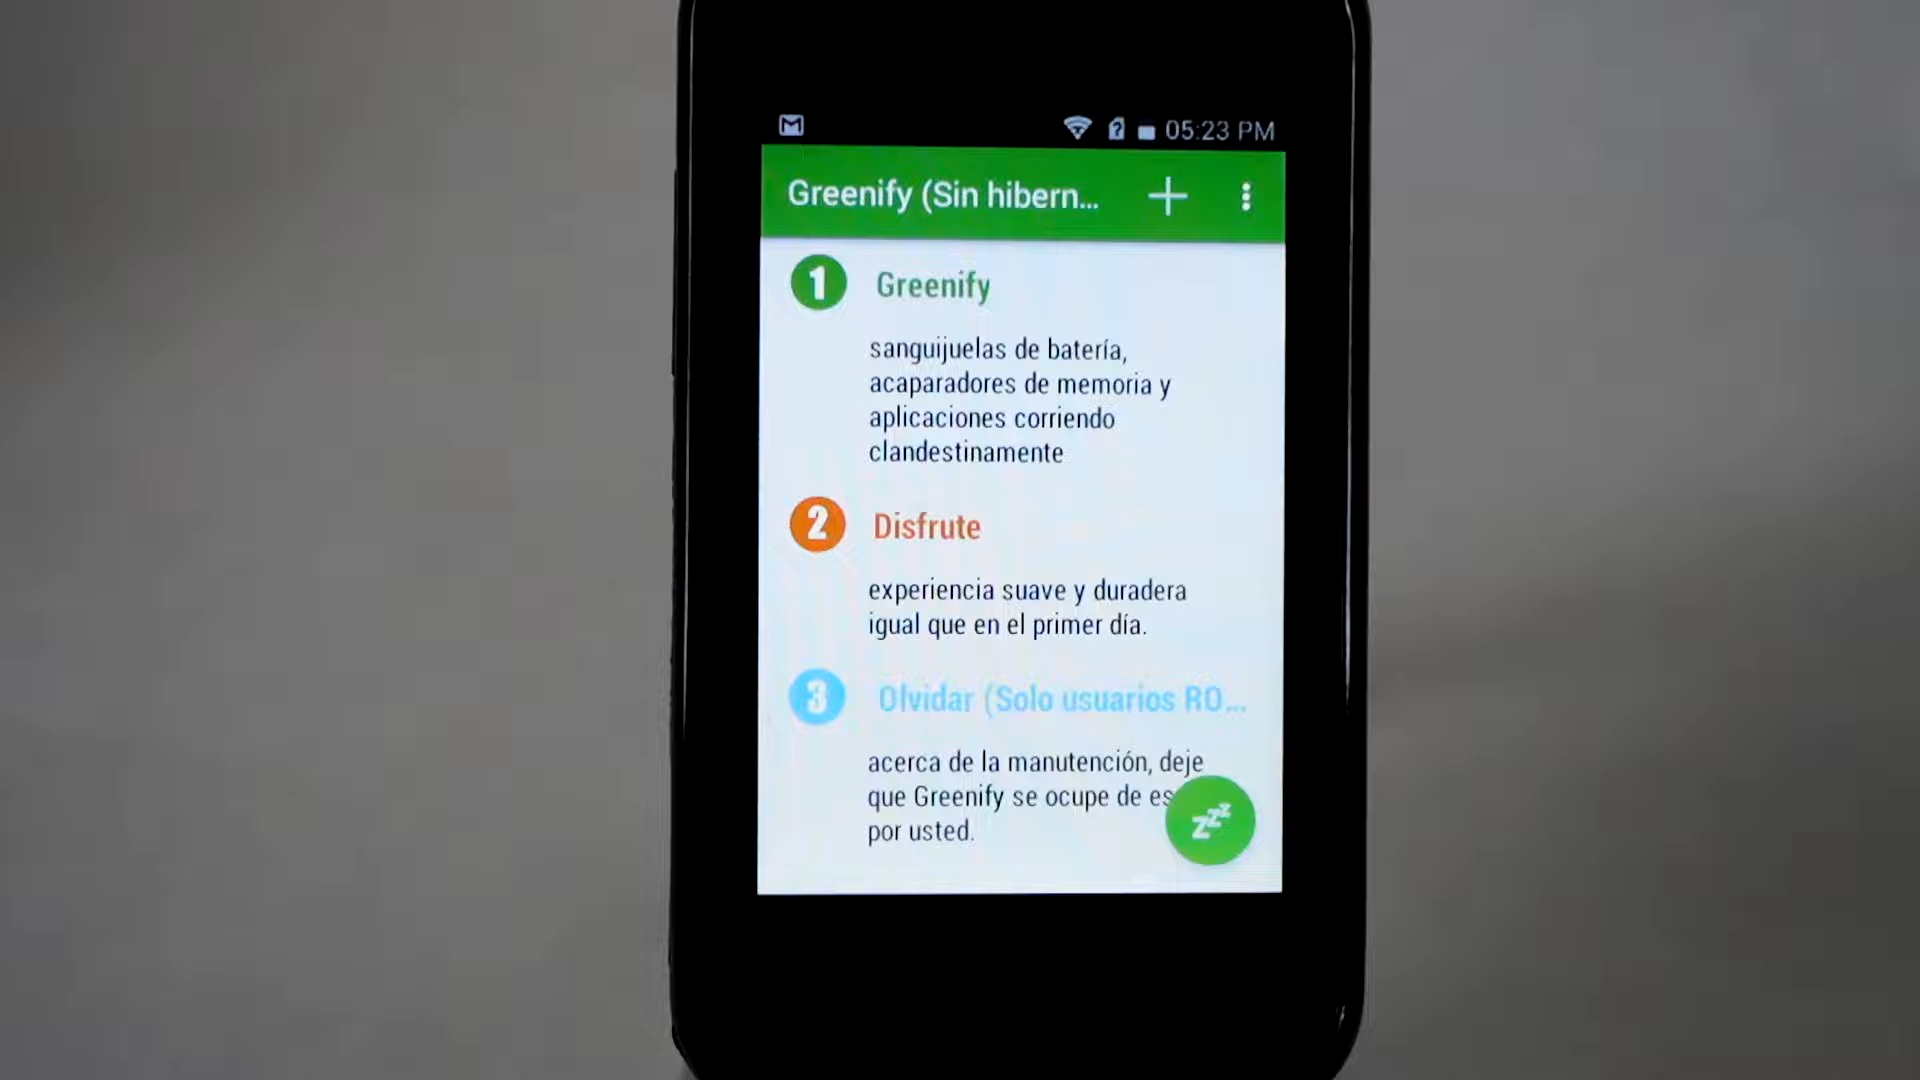 05:23 PM
Greenify (Sin hibern...
1 Greenify
sanguijuelas de batería,
acaparadores de memoria y
aplicaciones corriendo
clandestinamente
2 Disfrute
experiencia suave y duradera
igual que en el primer día.
3 Olvidar (Solo usuarios RO...
acerca de la manutención, deje
que Greenify se ocupe de es
por usted.
zzz